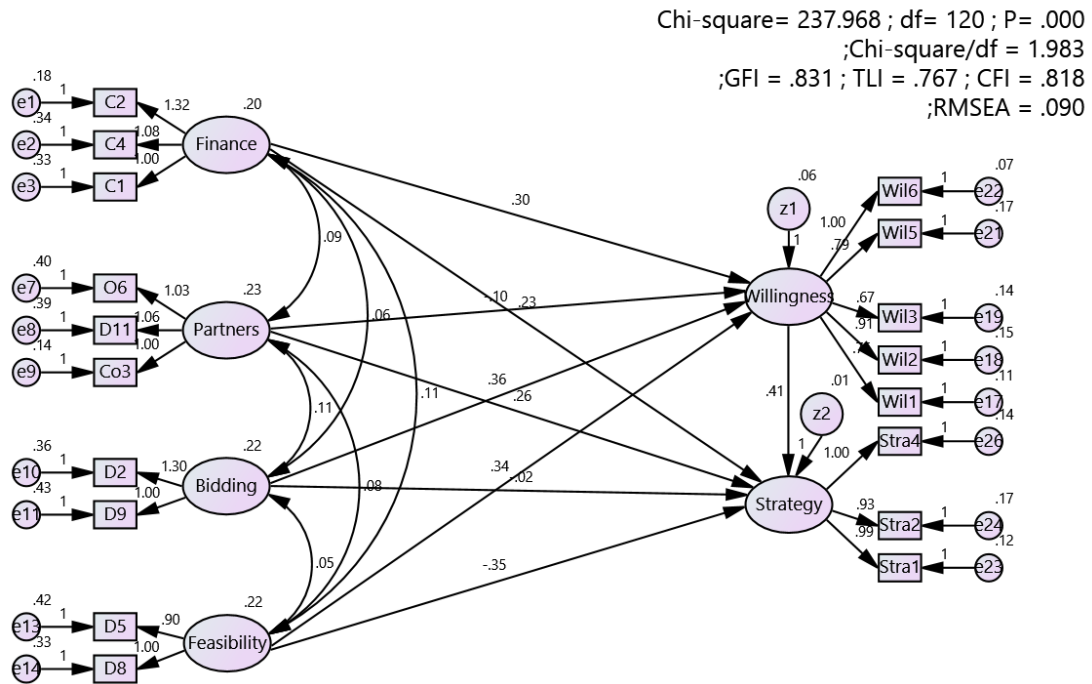 Chi-square= 237.968 ; df= 120 ; P= .000
;Chi-square/df = 1.983
;GFI = .831 ; TLI = .767 ; CFI = .818
;RMSEA = .090
.18
e1 1 C2 1.32 .20
.34
e2 1 C4 1.08 Finance
.33
e3 1 C1 1.00
.40
e7 1 O6 1.03 .23
.39
e8 1 D11 1.06 Partners
.14
e9 1 Co3 1.00
.36
e10 1 D2 1.30 .22
.43
e11 1 D9 1.00 Bidding
.42
e13 1 D5 .90 .22
.33
e14 1 D8 1.00 Feasibility
.09
.06
.11
.11
.08
.05
.30
-.10
.23
.36
.26
.34
-.02
-.35
.41
.06
z1
1
Willingness
.01
z2
1
Strategy
.07
1.00 Wil6 1 e22
.17
.79 Wil5 1 e21
.14
.67 Wil3 1 e19
.15
.91 Wil2 1 e18
.11
Wil1 1 e17
.14
1.00 Stra4 1 e26
.17
.93 Stra2 1 e24
.12
.99 Stra1 1 e23